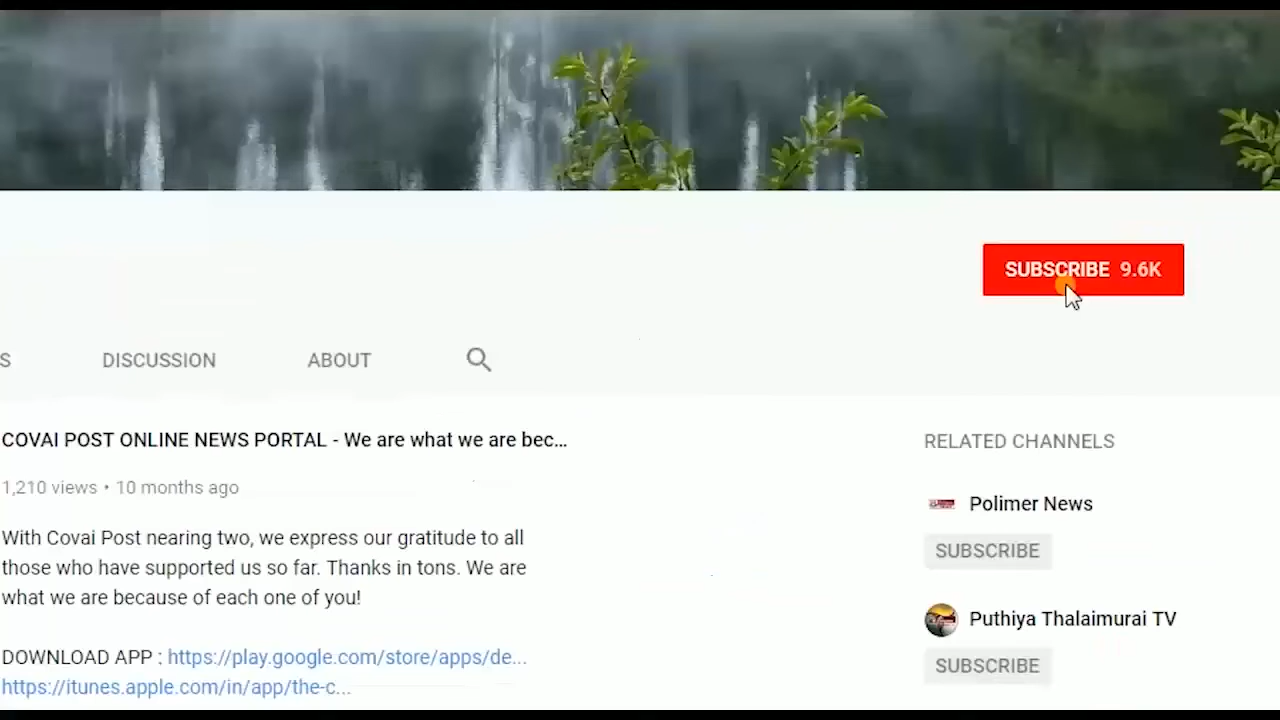 SUBSCRIBE 9.6K
S DISCUSSION ABOUT
COVAI POST ONLINE NEWS PORTAL - We are what we are bec...
1,210 views • 10 months ago
With Covai Post nearing two, we express our gratitude to all
those who have supported us so far. Thanks in tons. We are
what we are because of each one of you!
DOWNLOAD APP : https://play.google.com/store/apps/de...
https://itunes.apple.com/in/app/the-c...
RELATED CHANNELS
Polimer News
SUBSCRIBE
Puthiya Thalaimurai TV
SUBSCRIBE